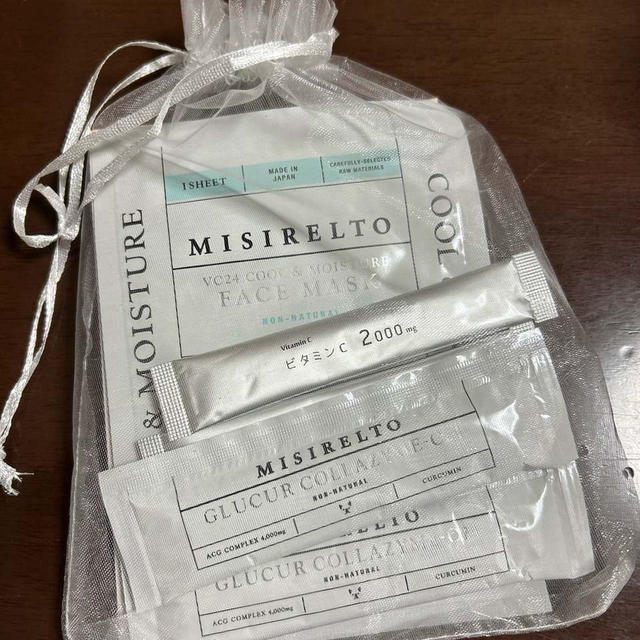 1 SHEET
MADE IN
JAPAN
CAREFULLY-SELECTED
RAW MATERIALS
MISIRELTO
VC24 COOL & MOISTURE
FACE MASK
NON-NATURAL
& MOISTURE
COOL
Vitamin C
ビタミンC 2000mg
MISIRELTO
GLUCUR COLLAZYME-C
NON-NATURAL
ACG COMPLEX 4,000mg
CURCUMIN
GLUCUR COLLAZYME
NON-NATURAL
ACG COMPLEX 4,000mg
CURCUMIN